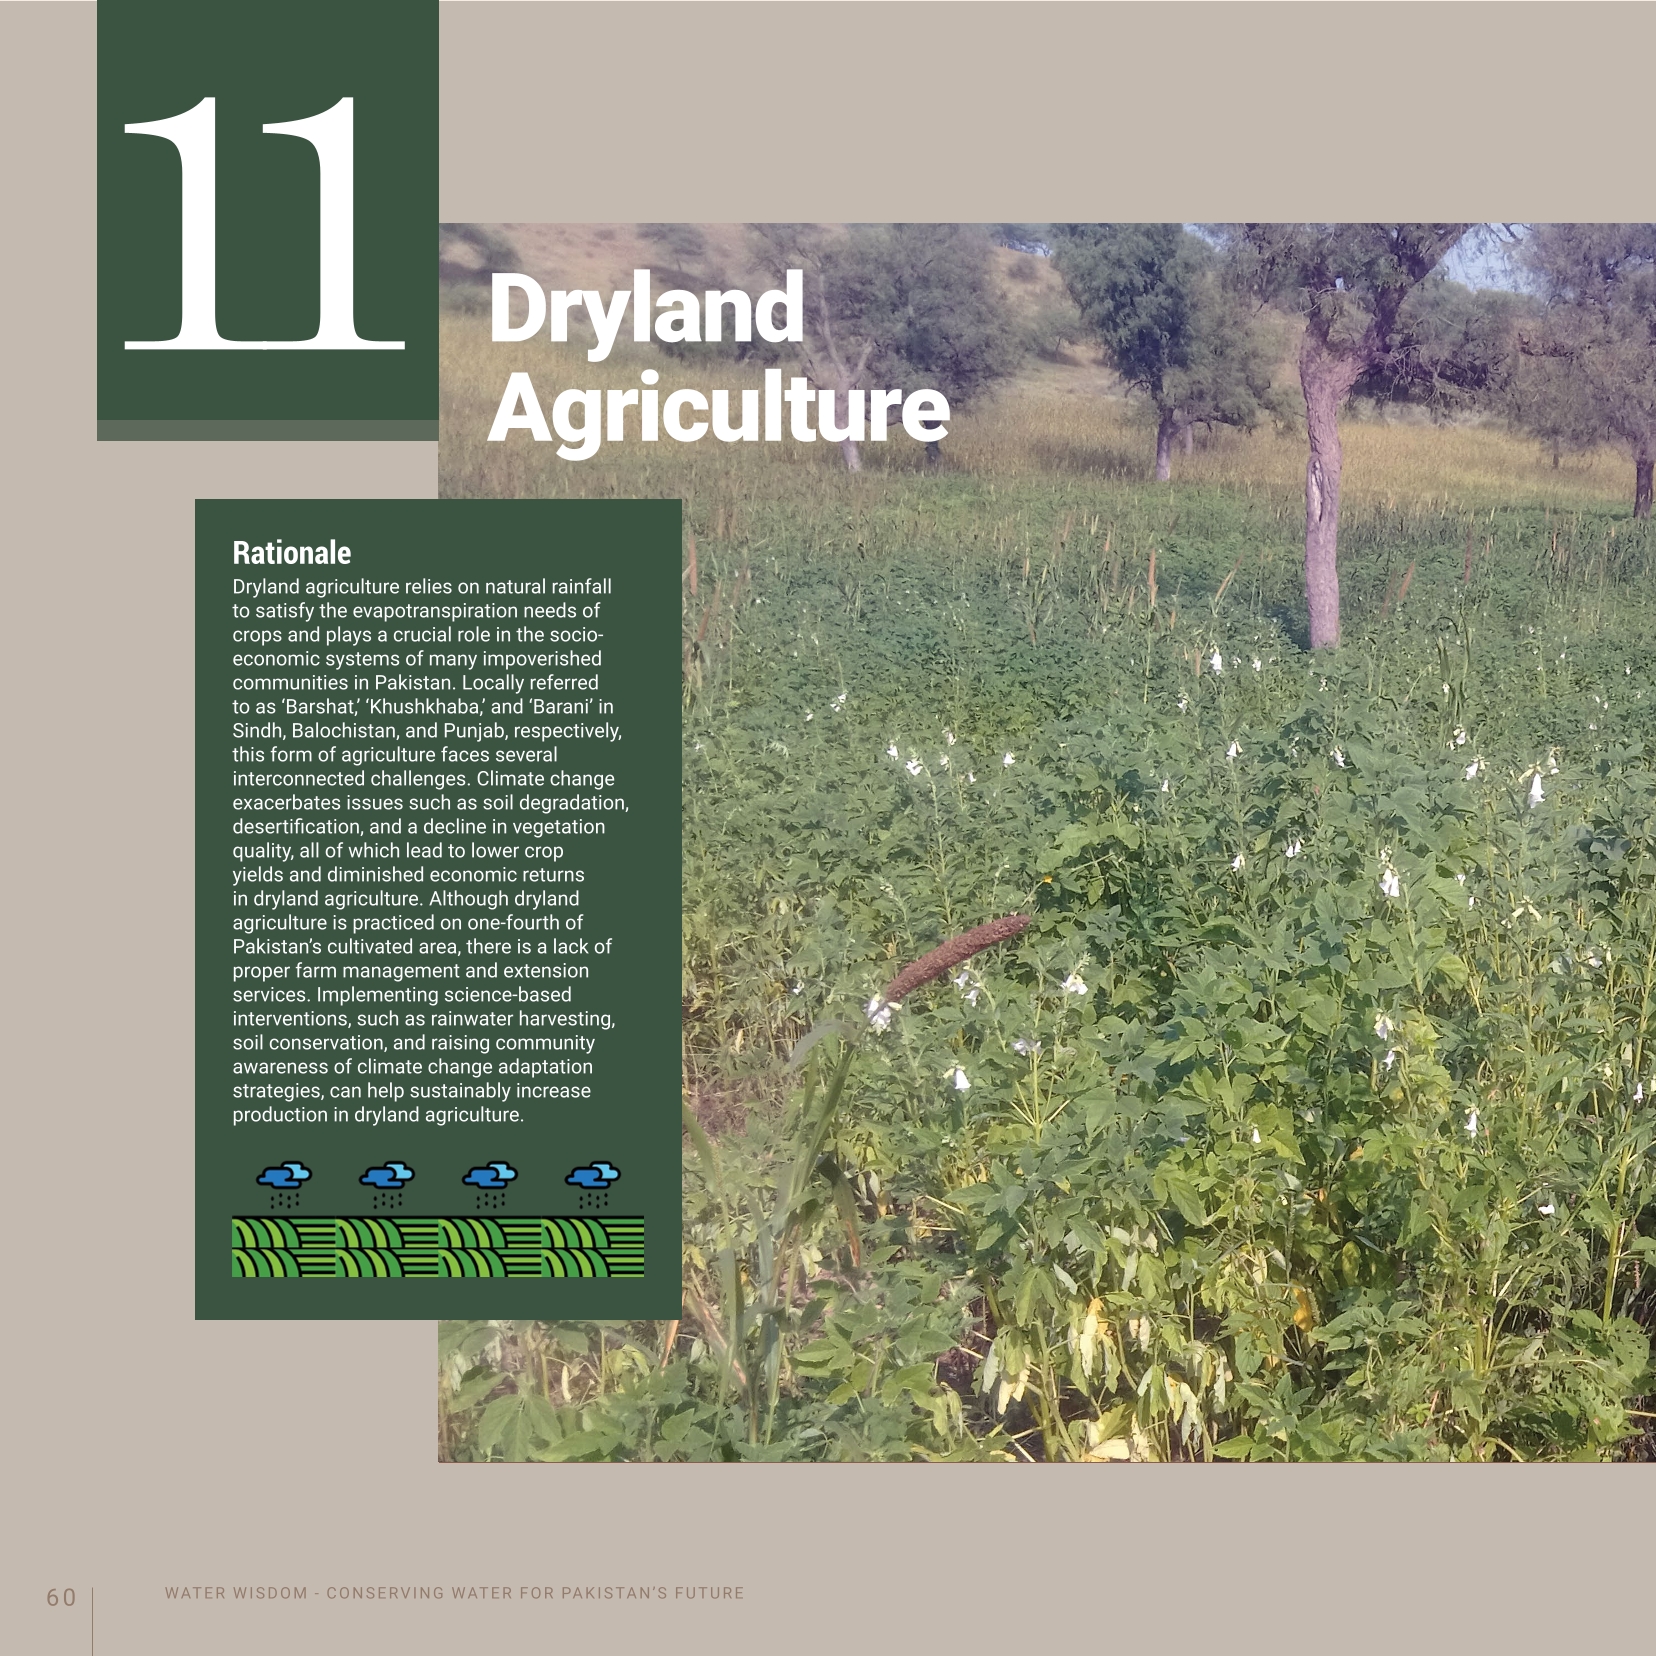 11
Dryland
Agriculture
Rationale
Dryland agriculture relies on natural rainfall
to satisfy the evapotranspiration needs of
crops and plays a crucial role in the socio-
economic systems of many impoverished
communities in Pakistan. Locally referred
to as ‘Barshat,’ ‘Khushkhaba,’ and ‘Barani’ in
Sindh, Balochistan, and Punjab, respectively,
this form of agriculture faces several
interconnected challenges. Climate change
exacerbates issues such as soil degradation,
desertification, and a decline in vegetation
quality, all of which lead to lower crop
yields and diminished economic returns
in dryland agriculture. Although dryland
agriculture is practiced on one-fourth of
Pakistan’s cultivated area, there is a lack of
proper farm management and extension
services. Implementing science-based
interventions, such as rainwater harvesting,
soil conservation, and raising community
awareness of climate change adaptation
strategies, can help sustainably increase
production in dryland agriculture.
60
WATER WISDOM - CONSERVING WATER FOR PAKISTAN’S FUTURE